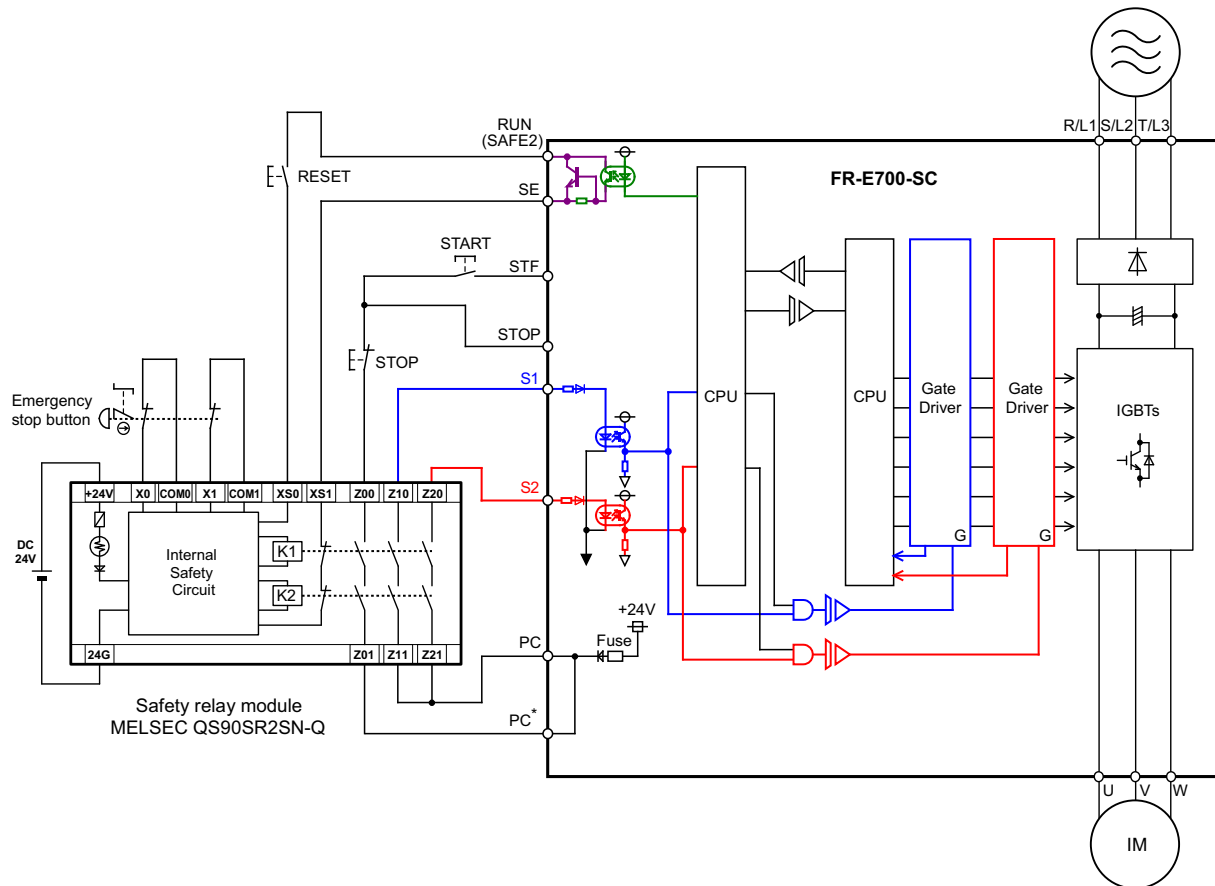 R/L1 S/L2 T/L3
RUN
(SAFE2)
RESET
FR-E700-SC
SE
START
STF
STOP
STOP
S1
CPU
CPU
Gate
Driver
Gate
Driver
IGBTs
Emergency
stop button
S2
+24V X0 COM0 X1 COM1 XS0 XS1 Z00 Z10 Z20
G
G
DC
24V
Internal
Safety
Circuit
K1
K2
+24V
Fuse
PC
24G Z01 Z11 Z21
Safety relay module
MELSEC QS90SR2SN-Q
PC*
U V W
IM